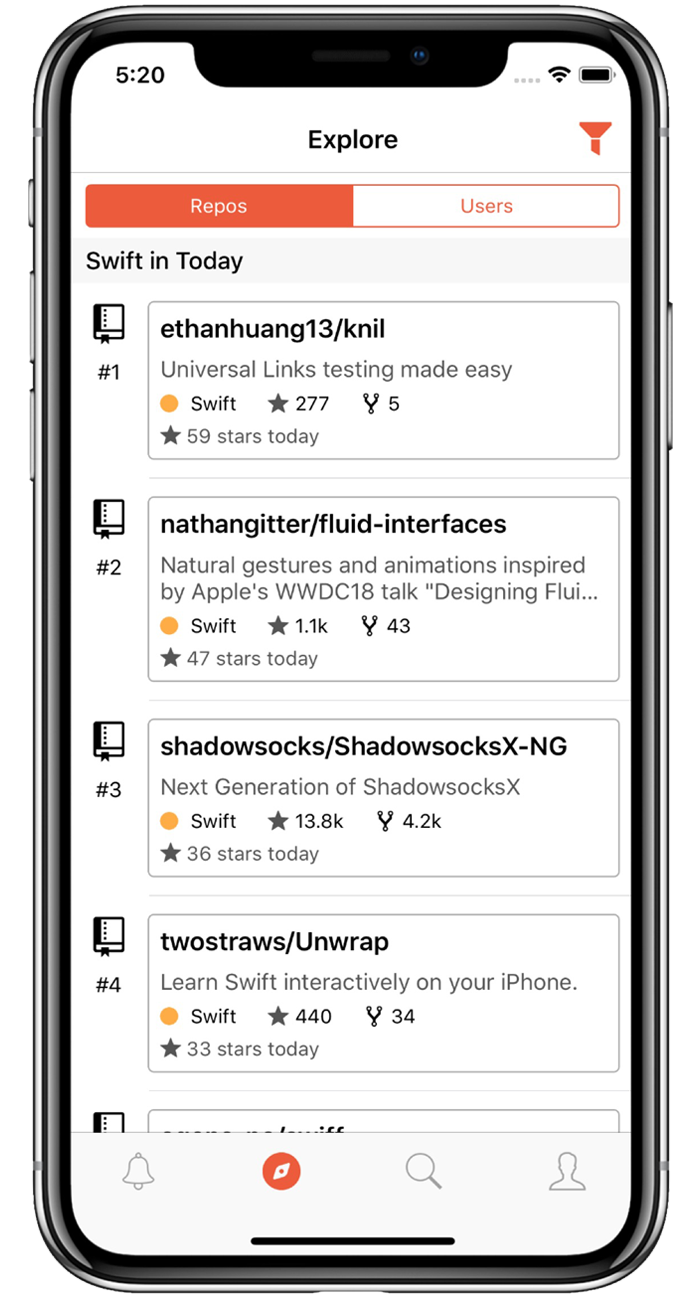 5:20
Explore
Repos
Users
Swift in Today
ethanhuang13/knil
#1
Universal Links testing made easy
Swift 277 5
59 stars today
nathangitter/fluid-interfaces
#2
Natural gestures and animations inspired
by Apple's WWDC18 talk "Designing Flui...
Swift 1.1k 43
47 stars today
shadowsocks/ShadowsocksX-NG
#3
Next Generation of ShadowsocksX
Swift 13.8k 4.2k
36 stars today
twostraws/Unwrap
#4
Learn Swift interactively on your iPhone.
Swift 440 34
33 stars today